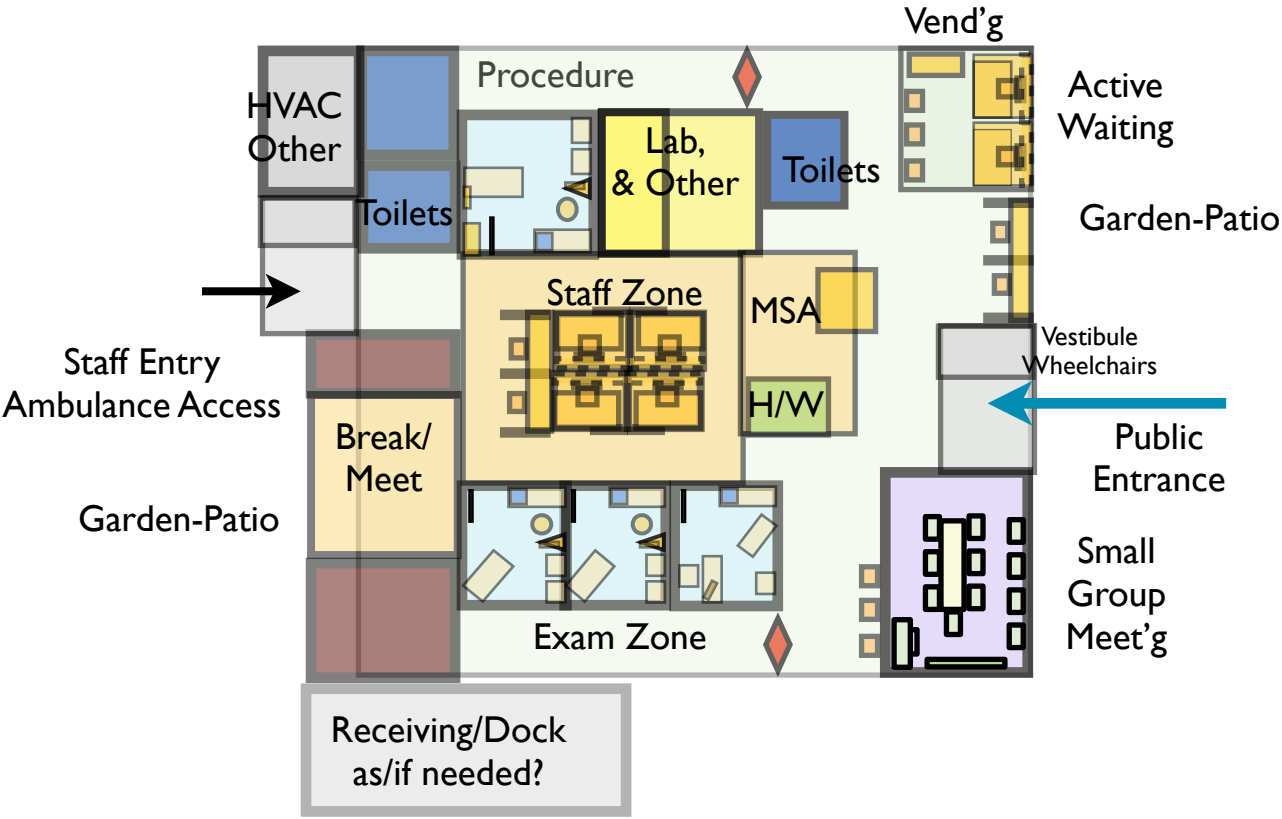 Vend'g
Procedure
Active
Waiting
HVAC
Other
Lab,
& Other
Toilets
Toilets
Garden-Patio
Staff Zone
MSA
Vestibule
Wheelchairs
Staff Entry
Ambulance Access
H/W
Break/
Meet
Public
Entrance
Garden-Patio
Small
Group
Meet'g
Exam Zone
Receiving/Dock
as/if needed?